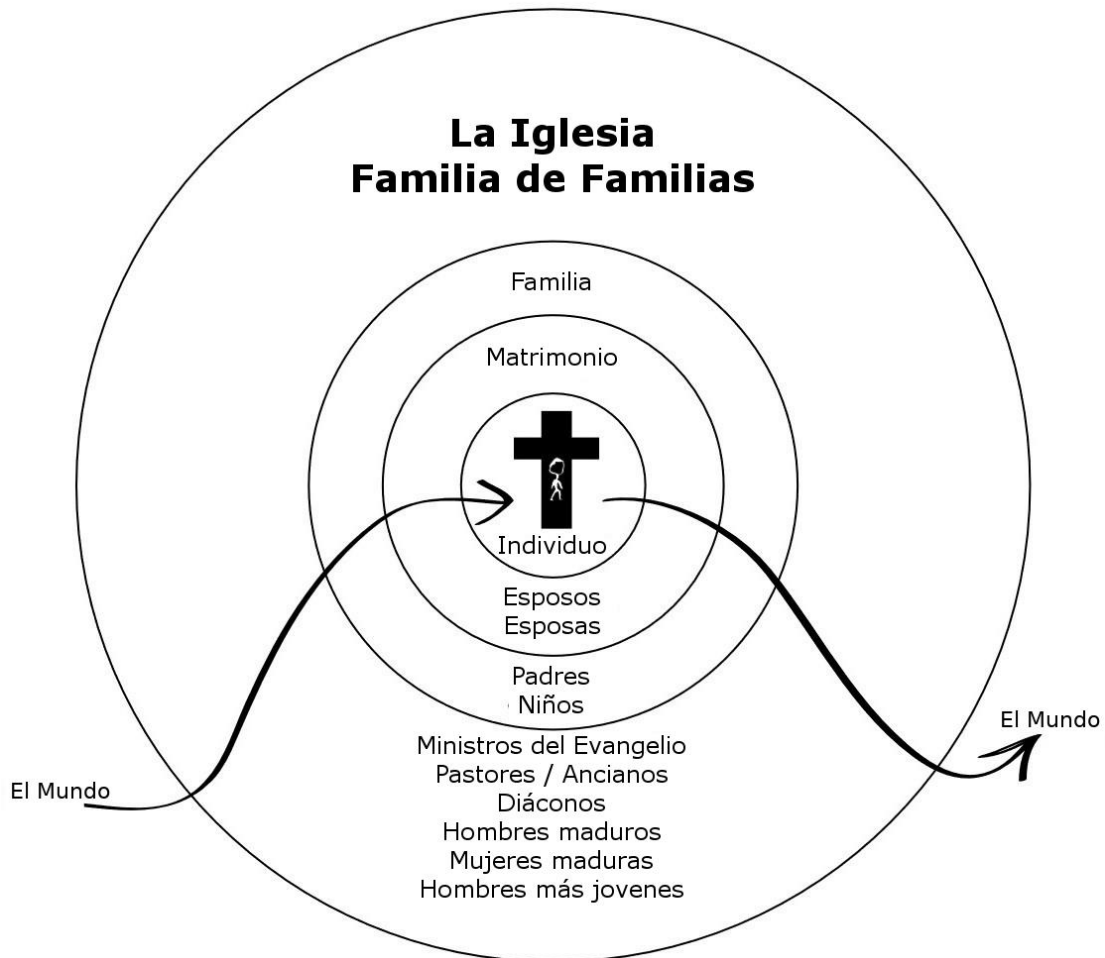 La Iglesia
Familia de Familias
Familia
Matrimonio
Individuo
Esposos
Esposas
Padres
Niños
Ministros del Evangelio
Pastores / Ancianos
Diáconos
Hombres maduros
Mujeres maduras
Hombres más jovenes
El Mundo
El Mundo